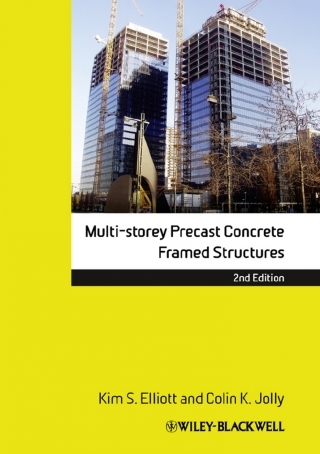 Multi-storey Precast Concrete
Framed Structures
2nd Edition
Kim S. Elliott and Colin K. Jolly
WILEY-BLACKWELL